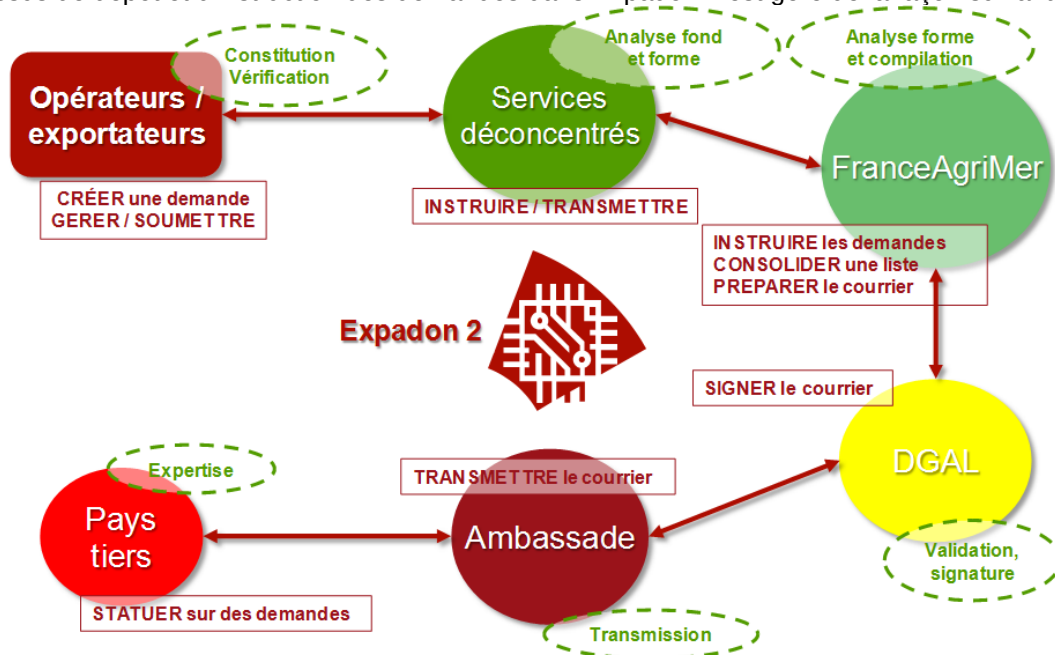 Constitution
Vérification
Opérateurs /
exportateurs
CRÉER une demande
GERER / SOUMETTRE
Analyse fond
et forme
Services
déconcentrés
INSTRUIRE / TRANSMETTRE
Analyse forme
et compilation
FranceAgriMer
INSTRUIRE les demandes
CONSOLIDER une liste
PREPARER le courrier
Expadon 2
SIGNER le courrier
DGAL
Validation,
signature
TRANSMETTRE le courrier
Ambassade
Transmission
Expertise
Pays
tiers
STATUER sur des demandes